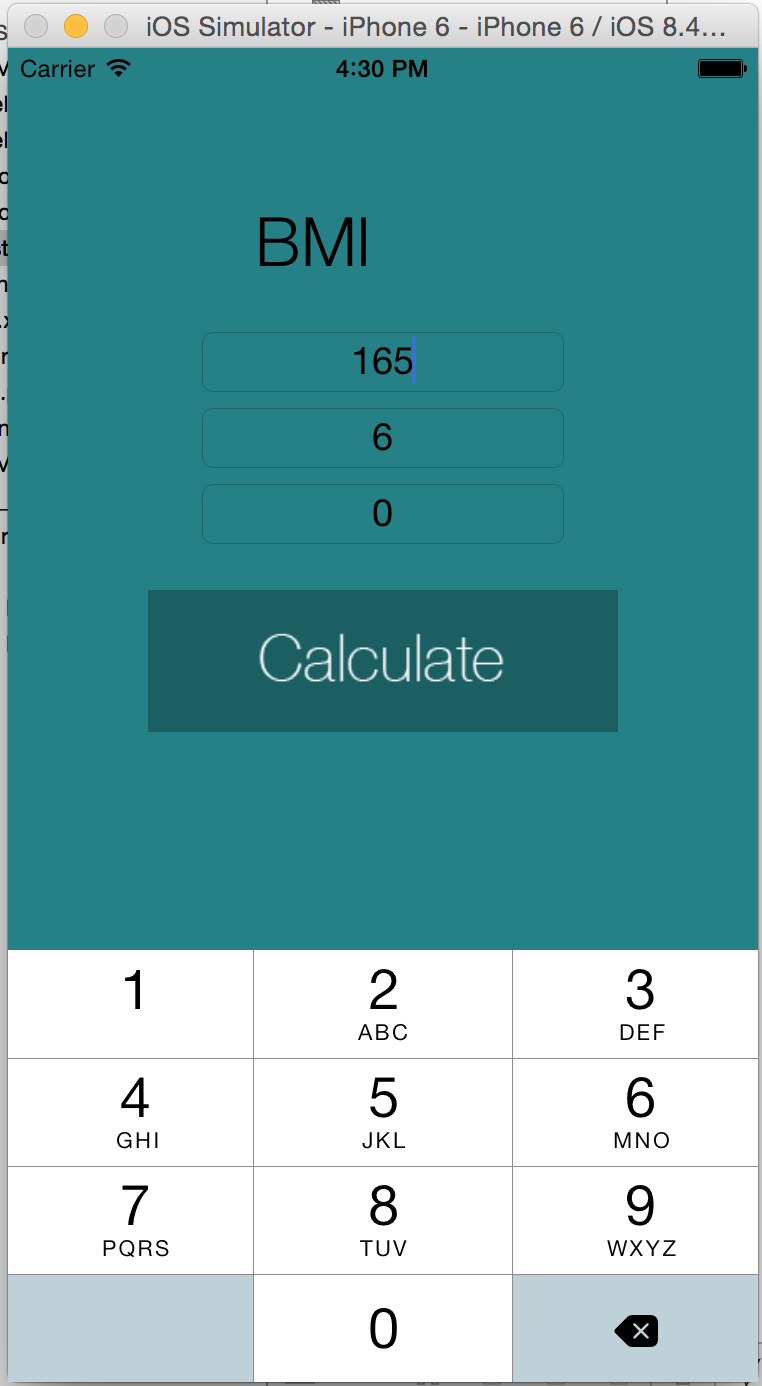 iOS Simulator - iPhone 6 - iPhone 6 / iOS 8.4...
Carrier 4:30 PM
BMI
165
6
0
Calculate
1 2 3
ABC DEF
4 5 6
GHI JKL MNO
7 8 9
PQRS TUV WXYZ
0